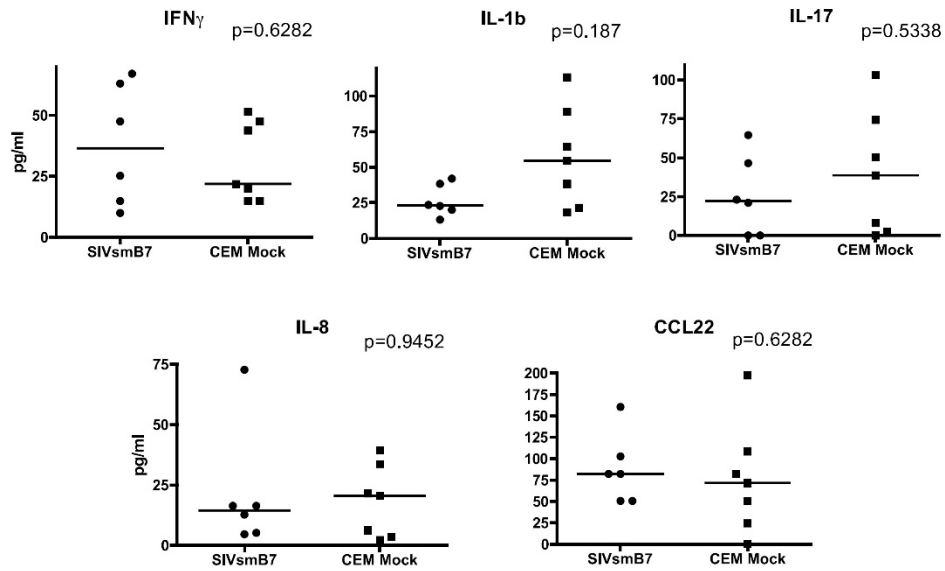 IFNγ
p=0.6282
pg/ml
50
25
0
SIVsmB7 CEM Mock
IL-1b
p=0.187
100
75
50
25
0
SIVsmB7 CEM Mock
IL-17
p=0.5338
100
75
50
25
0
SIVsmB7 CEM Mock
IL-8
p=0.9452
pg/ml
75
50
25
0
SIVsmB7 CEM Mock
CCL22
p=0.6282
200
175
150
125
100
75
50
25
0
SIVsmB7 CEM Mock